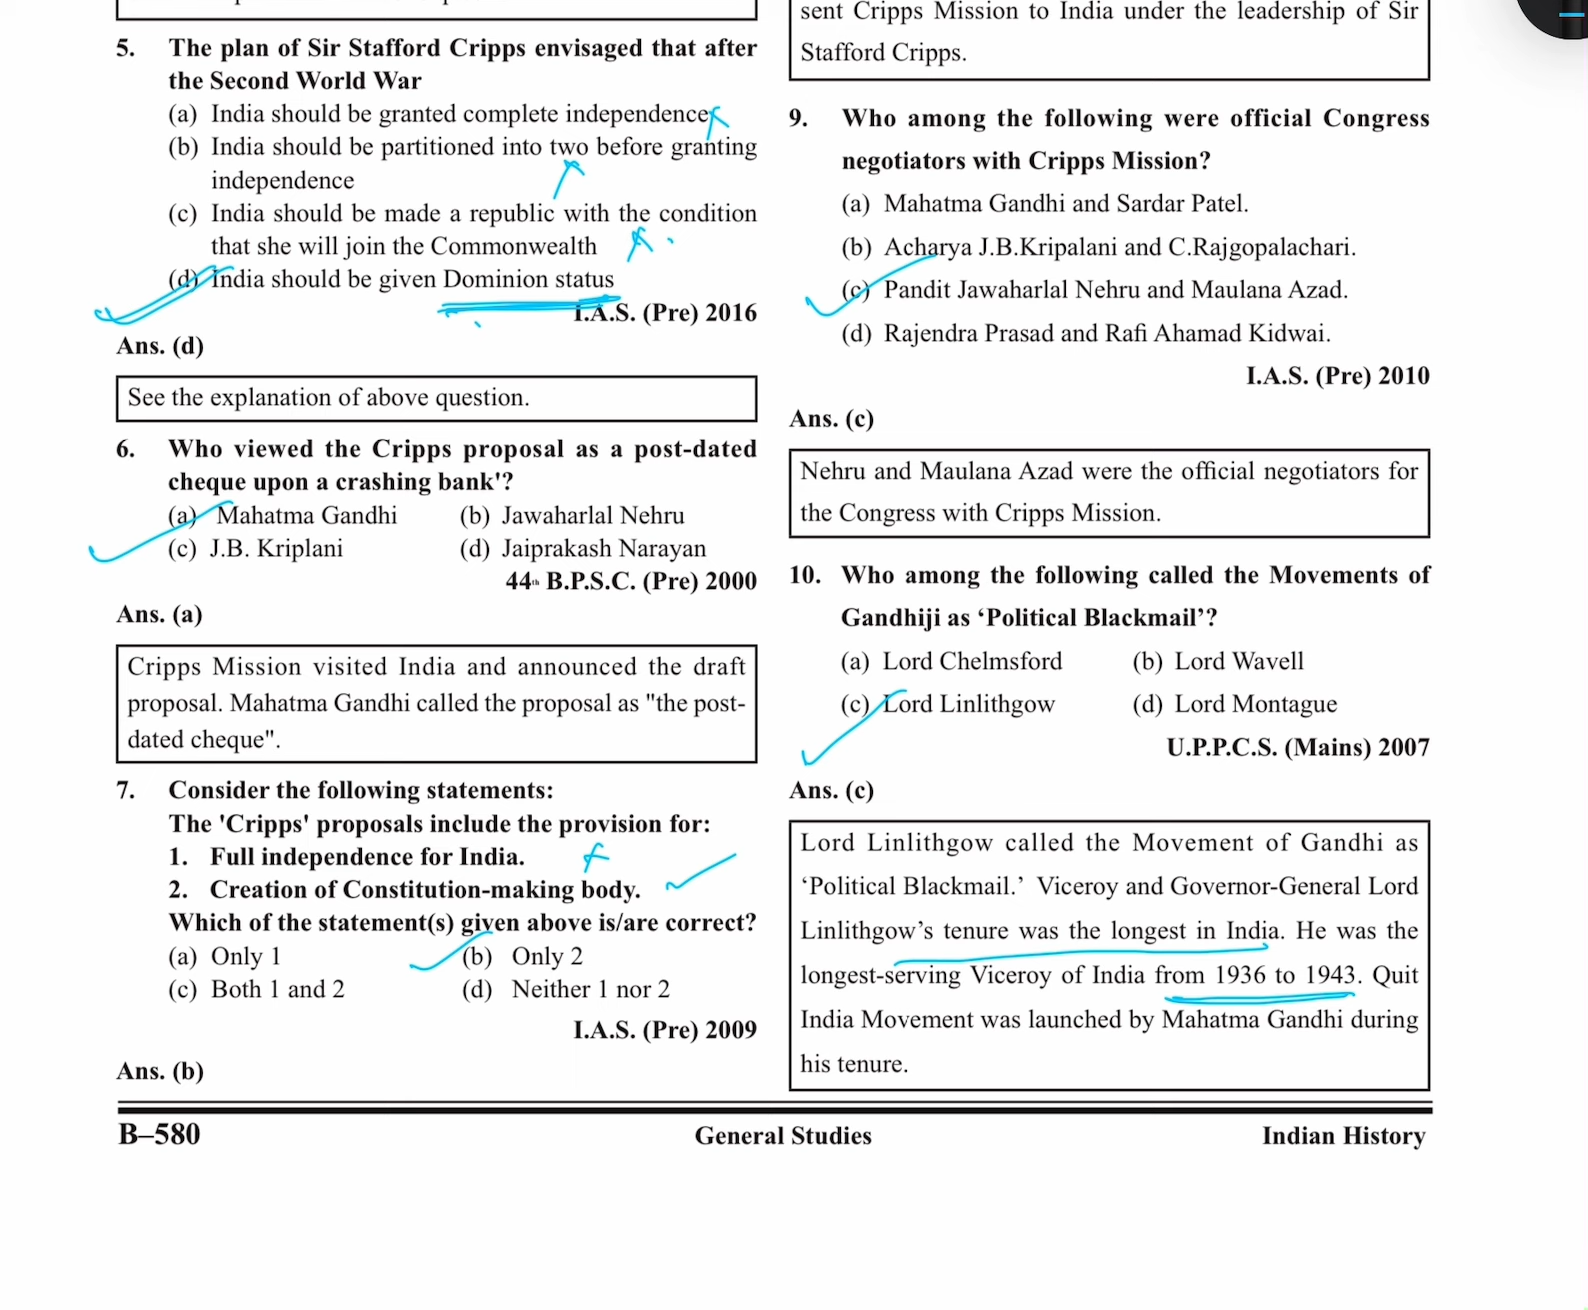 5. The plan of Sir Stafford Cripps envisaged that after
the Second World War
(a) India should be granted complete independence
(b) India should be partitioned into two before granting
independence
(c) India should be made a republic with the condition
that she will join the Commonwealth
(d) India should be given Dominion status
I.A.S. (Pre) 2016
Ans. (d)
See the explanation of above question.
6. Who viewed the Cripps proposal as a post-dated
cheque upon a crashing bank'?
(a) Mahatma Gandhi (b) Jawaharlal Nehru
(c) J.B. Kriplani (d) Jaiprakash Narayan
44th B.P.S.C. (Pre) 2000
Ans. (a)
Cripps Mission visited India and announced the draft
proposal. Mahatma Gandhi called the proposal as "the post-
dated cheque".
7. Consider the following statements:
The 'Cripps' proposals include the provision for:
1. Full independence for India.
2. Creation of Constitution-making body.
Which of the statement(s) given above is/are correct?
(a) Only 1 (b) Only 2
(c) Both 1 and 2 (d) Neither 1 nor 2
I.A.S. (Pre) 2009
Ans. (b)
sent Cripps Mission to India under the leadership of Sir
Stafford Cripps.
9. Who among the following were official Congress
negotiators with Cripps Mission?
(a) Mahatma Gandhi and Sardar Patel.
(b) Acharya J.B.Kripalani and C.Rajgopalachari.
(c) Pandit Jawaharlal Nehru and Maulana Azad.
(d) Rajendra Prasad and Rafi Ahamad Kidwai.
I.A.S. (Pre) 2010
Ans. (c)
Nehru and Maulana Azad were the official negotiators for
the Congress with Cripps Mission.
10. Who among the following called the Movements of
Gandhiji as ‘Political Blackmail’?
(a) Lord Chelmsford (b) Lord Wavell
(c) Lord Linlithgow (d) Lord Montague
U.P.P.C.S. (Mains) 2007
Ans. (c)
Lord Linlithgow called the Movement of Gandhi as
‘Political Blackmail.’ Viceroy and Governor-General Lord
Linlithgow’s tenure was the longest in India. He was the
longest-serving Viceroy of India from 1936 to 1943. Quit
India Movement was launched by Mahatma Gandhi during
his tenure.
B–580 General Studies Indian History